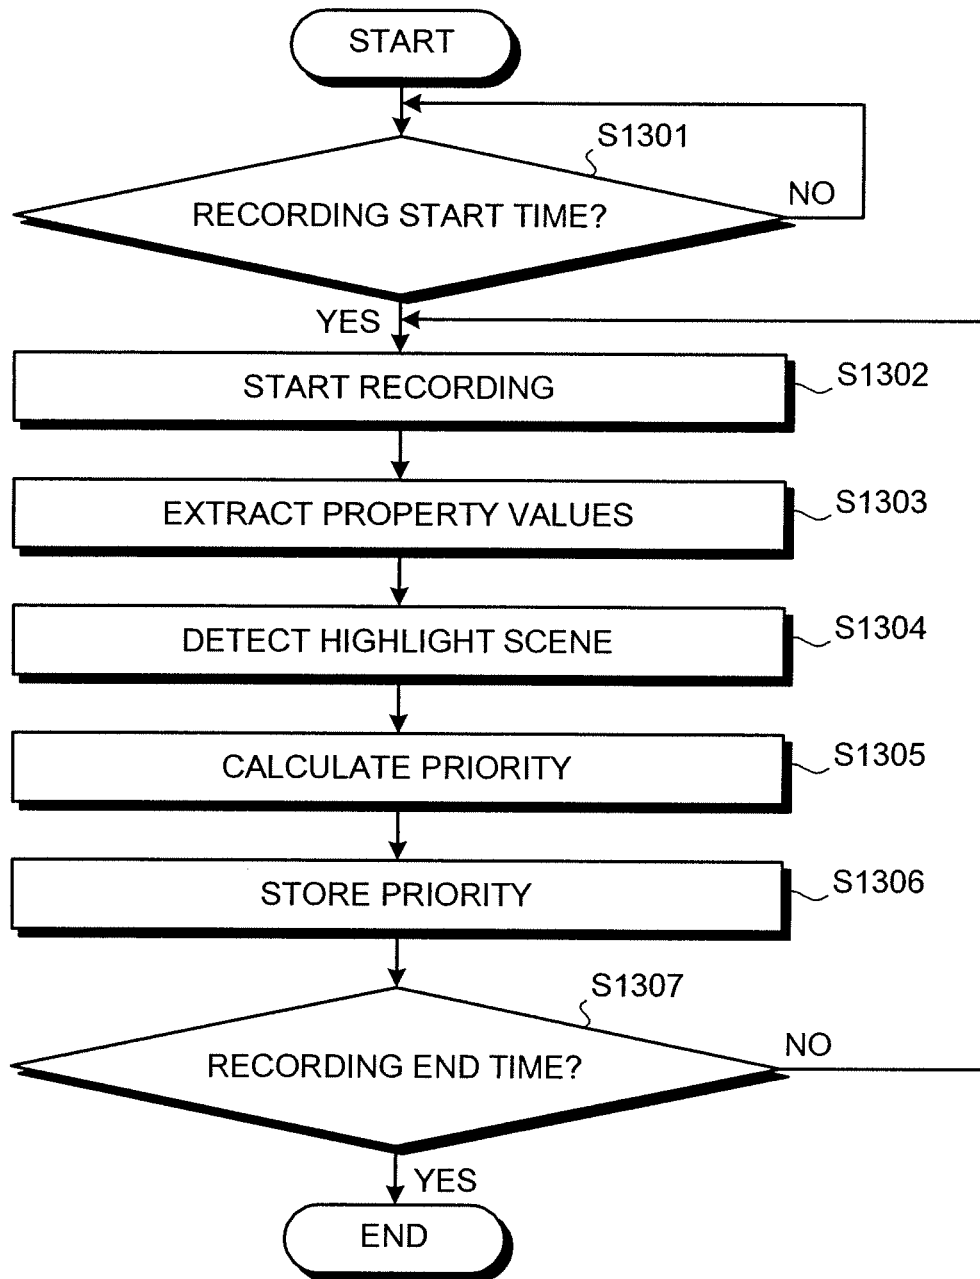 START
S1301
RECORDING START TIME?
NO
YES
START RECORDING
S1302
EXTRACT PROPERTY VALUES
S1303
DETECT HIGHLIGHT SCENE
S1304
CALCULATE PRIORITY
S1305
STORE PRIORITY
S1306
S1307
RECORDING END TIME?
NO
YES
END